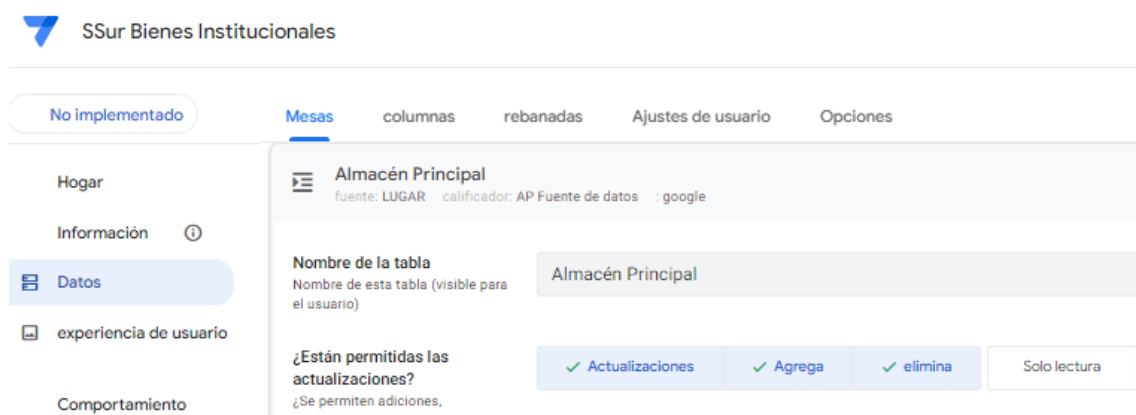 SSur Bienes Institucionales
No implementado
Mesas columnas rebanadas Ajustes de usuario Opciones
Hogar
Información
Datos
experiencia de usuario
Comportamiento
Almacén Principal
fuente: LUGAR calificador: AP Fuente de datos : google
Nombre de la tabla
Nombre de esta tabla (visible para
el usuario)
Almacén Principal
¿Están permitidas las
actualizaciones?
¿Se permiten adiciones,
Actualizaciones Agrega elimina Solo lectura